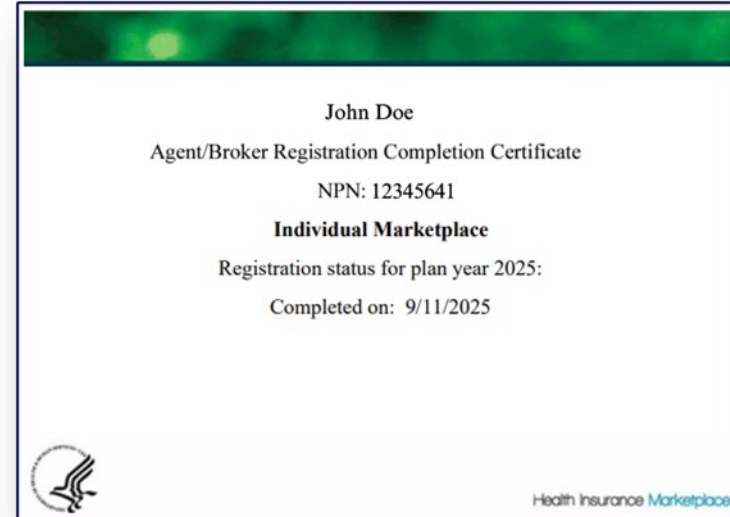 John Doe
Agent/Broker Registration Completion Certificate
NPN: 12345641
Individual Marketplace
Registration status for plan year 2025:
Completed on: 9/11/2025
Health Insurance Marketplace